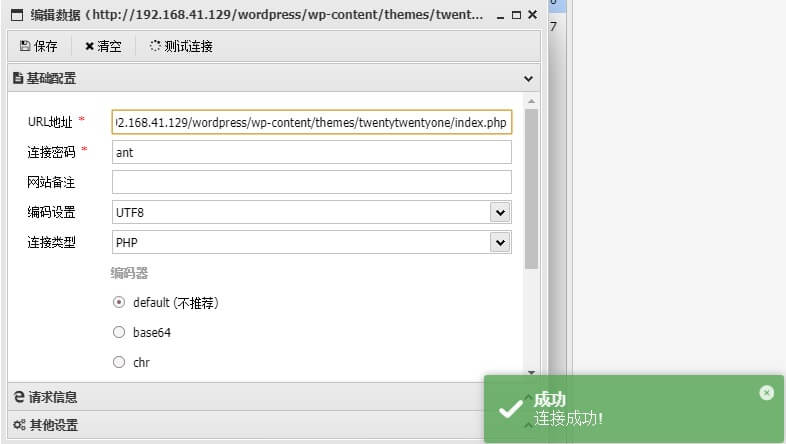 编辑数据 (http://192.168.41.129/wordpress/wp-content/themes/twent...
保存 清空 测试连接
7
基础配置
URL地址 * 02.168.41.129/wordpress/wp-content/themes/twentytwentyone/index.php
连接密码 * ant
网站备注
编码设置 UTF8
连接类型 PHP
编码器
default (不推荐)
base64
chr
请求信息
其他设置
成功
连接成功!